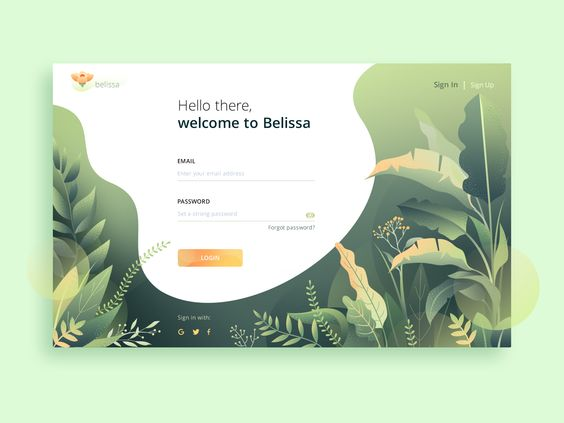 belissa
Sign In | Sign Up
Hello there,
welcome to Belissa
EMAIL
Enter your email address
PASSWORD
Set a strong password
Forgot password?
LOGIN
Sign in with: